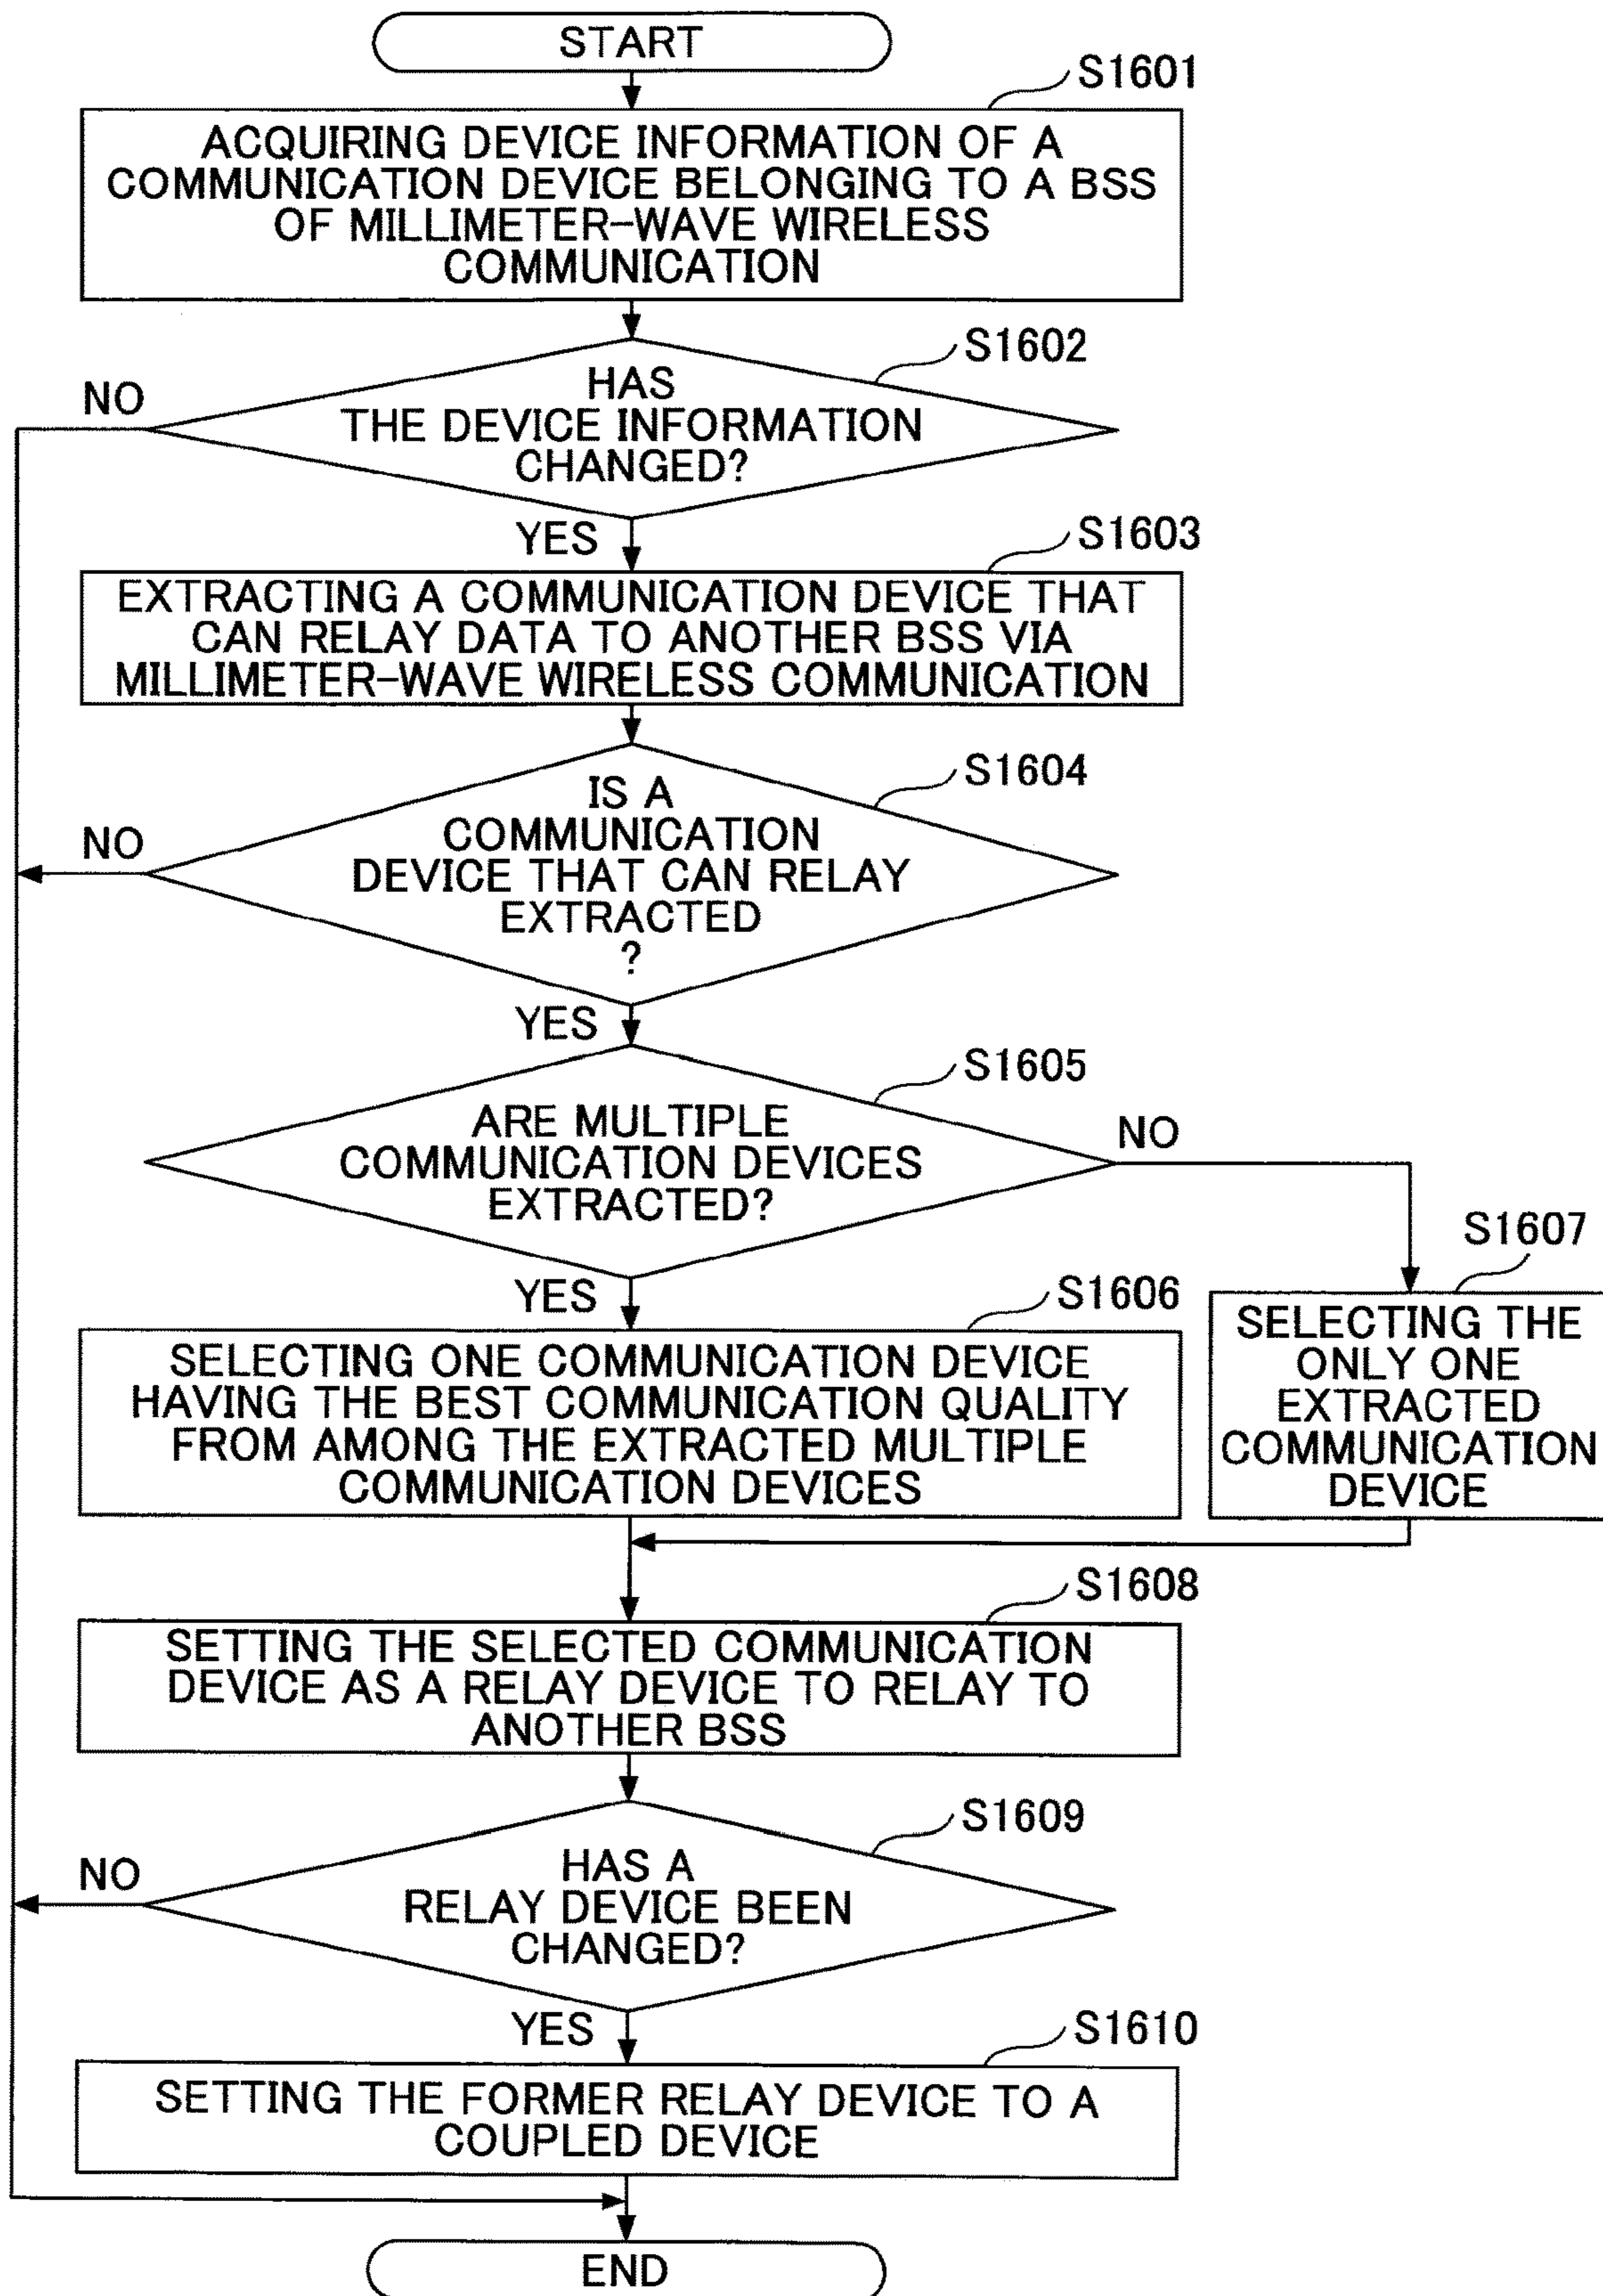 START
S1601
ACQUIRING DEVICE INFORMATION OF A
COMMUNICATION DEVICE BELONGING TO A BSS
OF MILLIMETER-WAVE WIRELESS
COMMUNICATION
S1602
HAS
THE DEVICE INFORMATION
CHANGED?
NO
YES
S1603
EXTRACTING A COMMUNICATION DEVICE THAT
CAN RELAY DATA TO ANOTHER BSS VIA
MILLIMETER-WAVE WIRELESS COMMUNICATION
S1604
IS A
COMMUNICATION
DEVICE THAT CAN RELAY
EXTRACTED
?
NO
YES
S1605
ARE MULTIPLE
COMMUNICATION DEVICES
EXTRACTED?
NO
YES
S1606
SELECTING ONE COMMUNICATION DEVICE
HAVING THE BEST COMMUNICATION QUALITY
FROM AMONG THE EXTRACTED MULTIPLE
COMMUNICATION DEVICES
S1607
SELECTING THE
ONLY ONE
EXTRACTED
COMMUNICATION
DEVICE
S1608
SETTING THE SELECTED COMMUNICATION
DEVICE AS A RELAY DEVICE TO RELAY TO
ANOTHER BSS
S1609
HAS A
RELAY DEVICE BEEN
CHANGED?
NO
YES
S1610
SETTING THE FORMER RELAY DEVICE TO A
COUPLED DEVICE
END